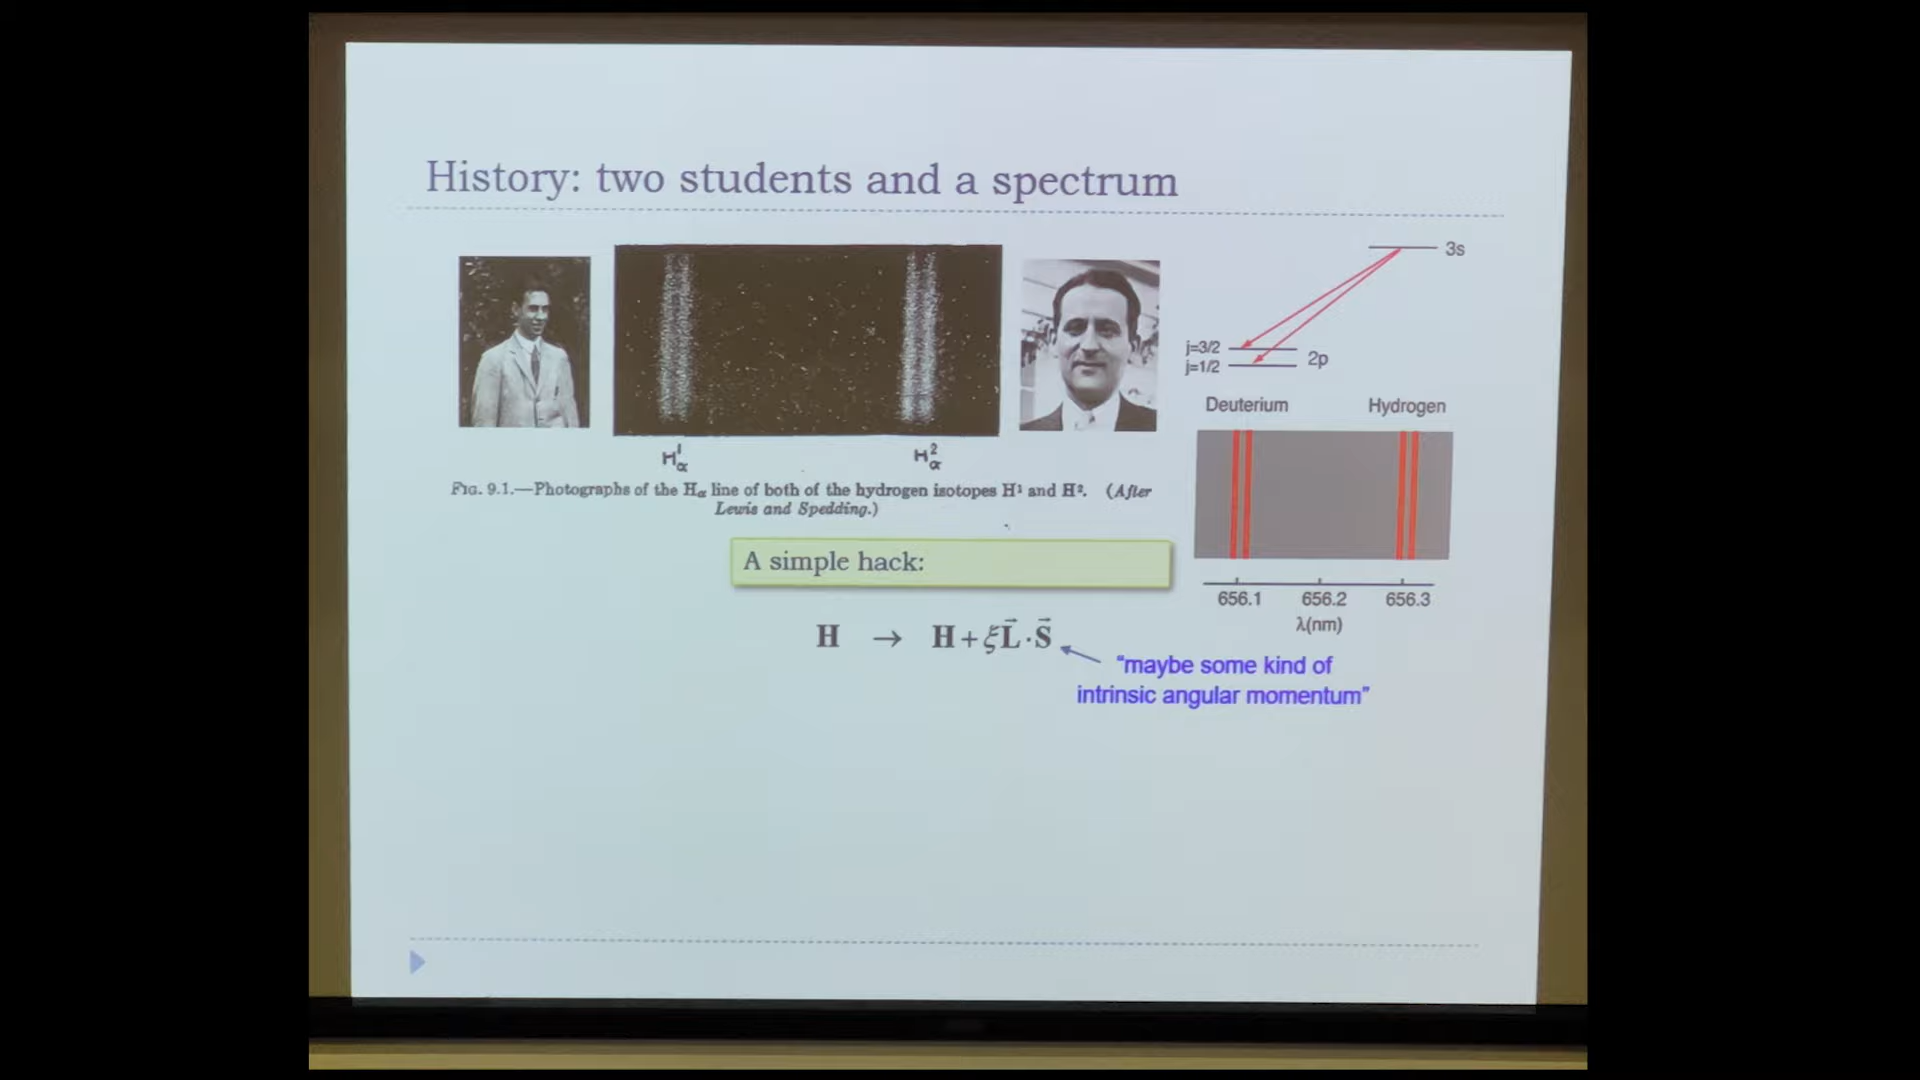 History: two students and a spectrum
3s
j=3/2
j=1/2
2p
Deuterium
Hydrogen
H¹α
H²α
FIG. 9.1.—Photographs of the Hα line of both of the hydrogen isotopes H¹ and H². (After
Lewis and Spedding.)
656.1 656.2 656.3
λ(nm)
A simple hack:
H → H + ξL⃗·S⃗
"maybe some kind of
intrinsic angular momentum"